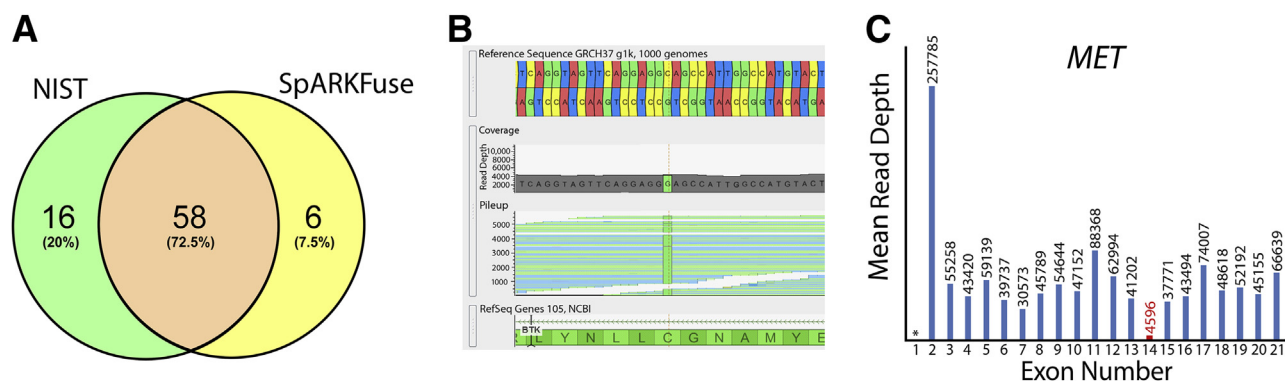 A
NIST
SpARKFuse
16
(20%)
58
(72.5%)
6
(7.5%)
B
Reference Sequence GRCH37 g1k, 1000 genomes
TCAGGTAGTTCAGGAGGCAGCCATTGGCCATGTACT
AGTCCATCAAGTCCTCCGTCGGTAACCGGTACATGA
Coverage
Read Depth
10,000
8000
6000
4000
2000
TCAGGTAGTTCAGGAGGGAGCCATTGGCCATGTACT
Pileup
5000
4000
3000
2000
1000
RefSeq Genes 105, NCBI
BTK
L Y N L L C G N A M Y E
C
MET
Mean Read Depth
* 257785 55258 43420 59139 39737 30573 45789 54644 47152 88368 62994 41202 4596 37771 43494 74007 48618 52192 45155 66639
1 2 3 4 5 6 7 8 9 10 11 12 13 14 15 16 17 18 19 20 21
Exon Number